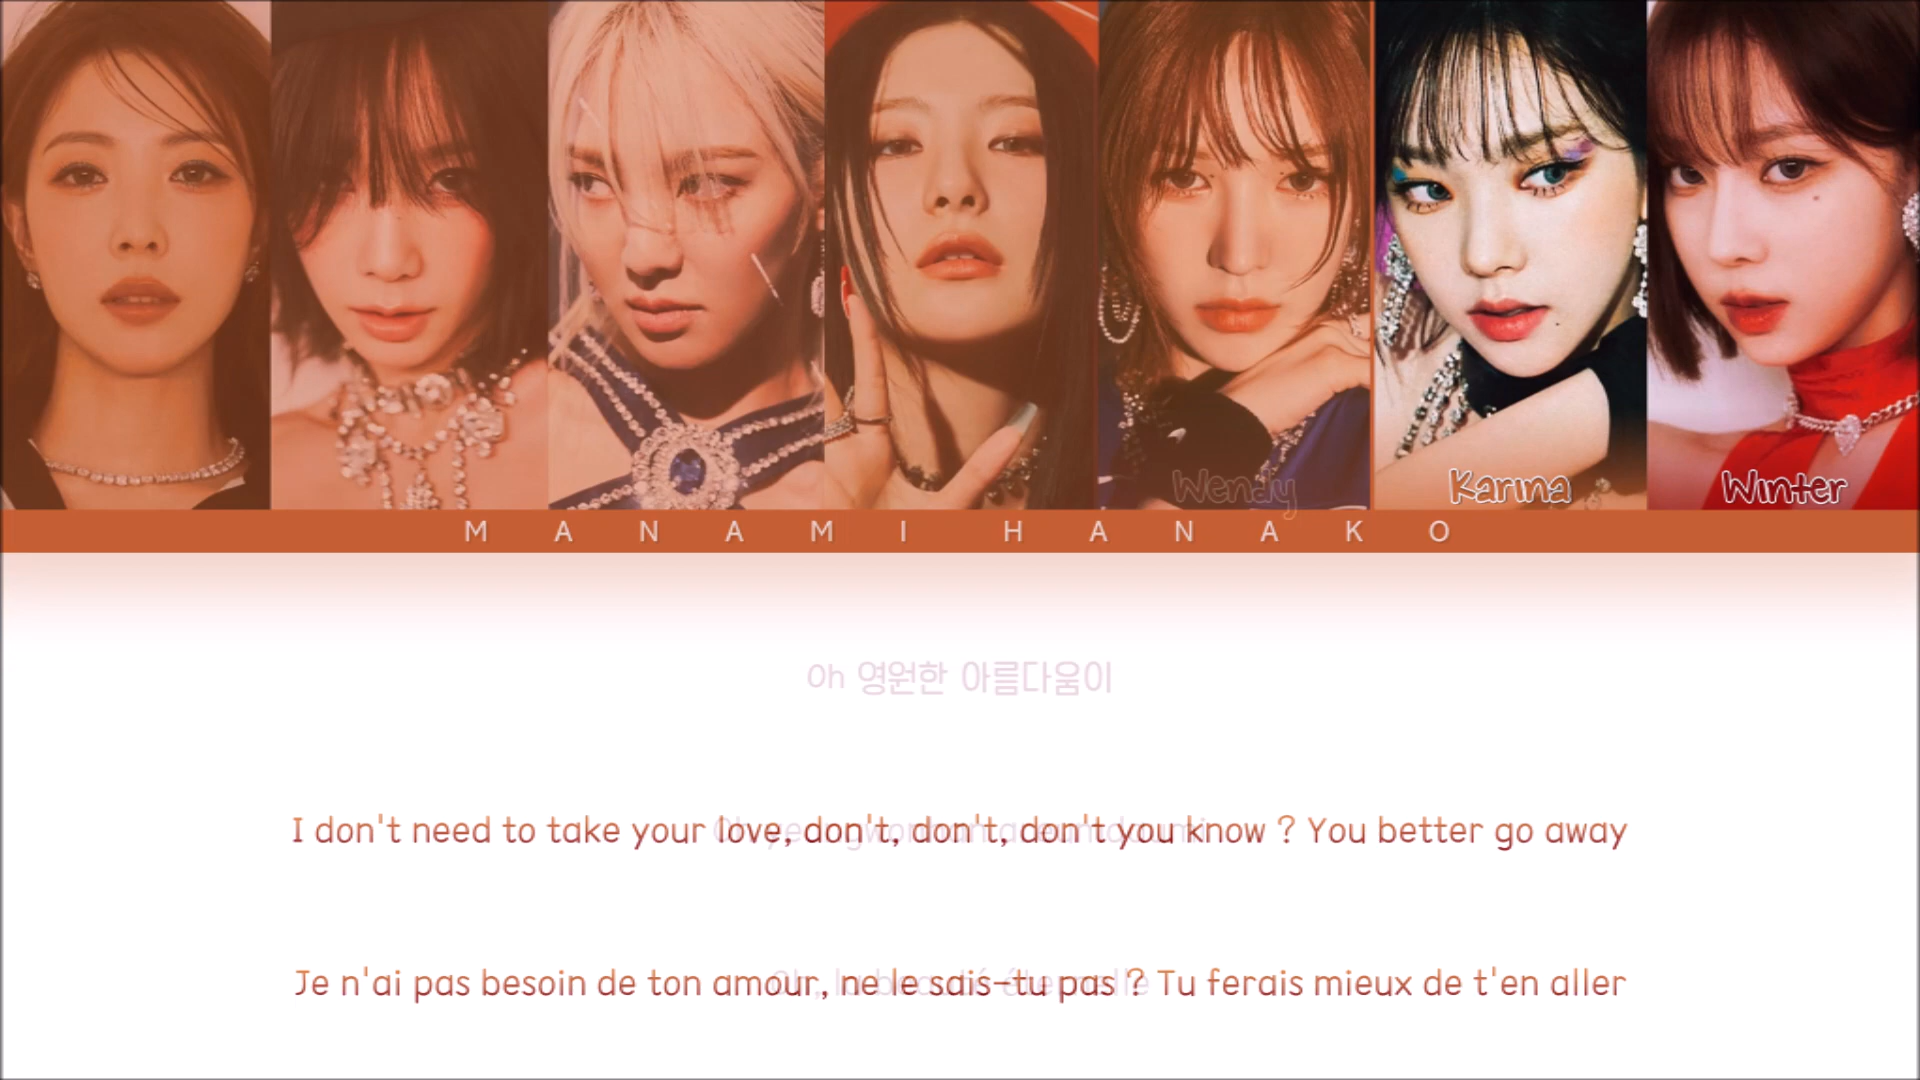 Wendy
Karina
Winter
MANAMI HANAKO
Oh 영원한 아름다움이
I don't need to take your love, don't, don't, don't you know ? You better go away
Je n'ai pas besoin de ton amour, ne le sais-tu pas ? Tu ferais mieux de t'en aller